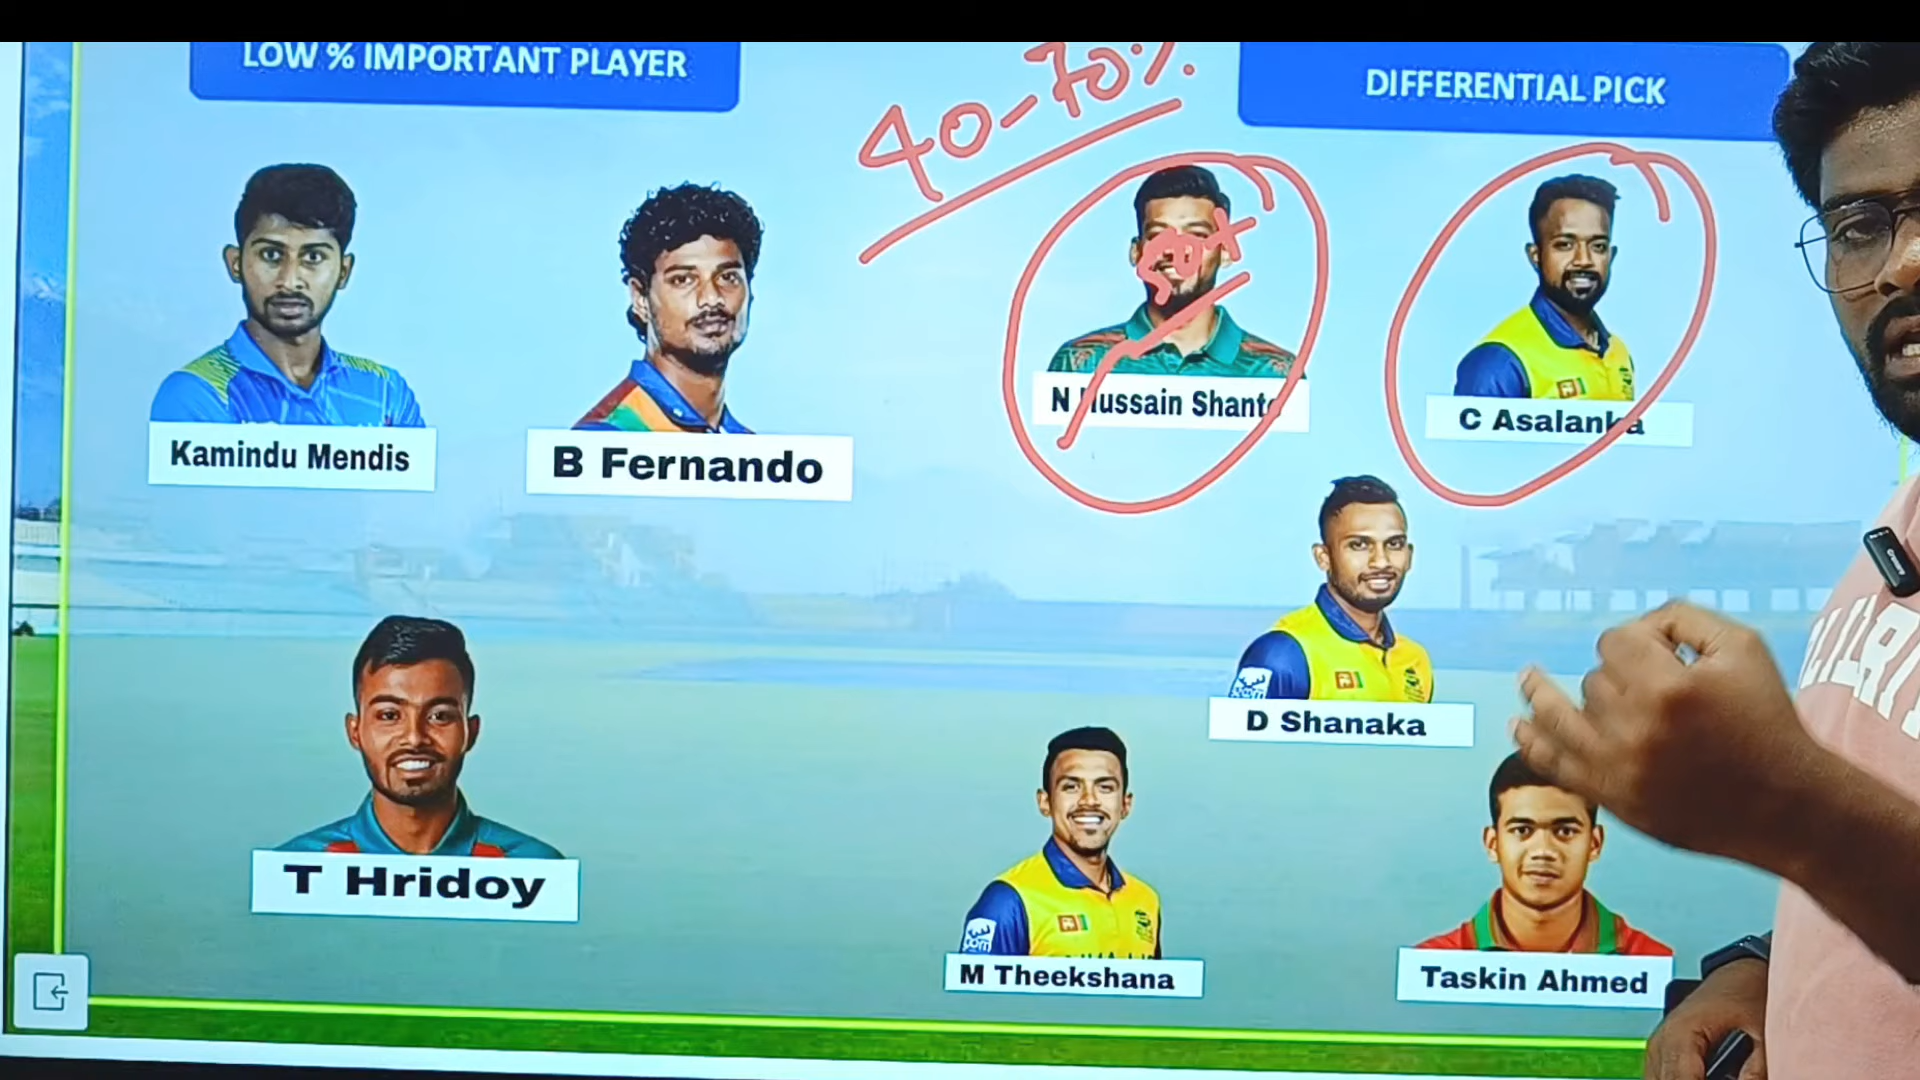 LOW % IMPORTANT PLAYER
40-70%
DIFFERENTIAL PICK
50+
Kamindu Mendis
B Fernando
N Hussain Shanto
C Asalanka
D Shanaka
T Hridoy
M Theekshana
Taskin Ahmed